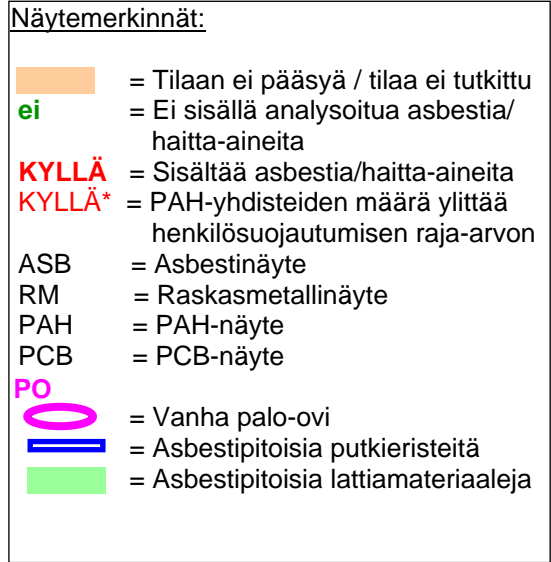 Näytemerkinnät:
= Tilaan ei pääsyä / tilaa ei tutkittu
ei = Ei sisällä analysoitua asbestia/
haitta-aineita
KYLLÄ = Sisältää asbestia/haitta-aineita
KYLLÄ* = PAH-yhdisteiden määrä ylittää
henkilösuojautumisen raja-arvon
ASB = Asbestinäyte
RM = Raskasmetallinäyte
PAH = PAH-näyte
PCB = PCB-näyte
PO
= Vanha palo-ovi
= Asbestipitoisia putkieristeitä
= Asbestipitoisia lattiamateriaaleja